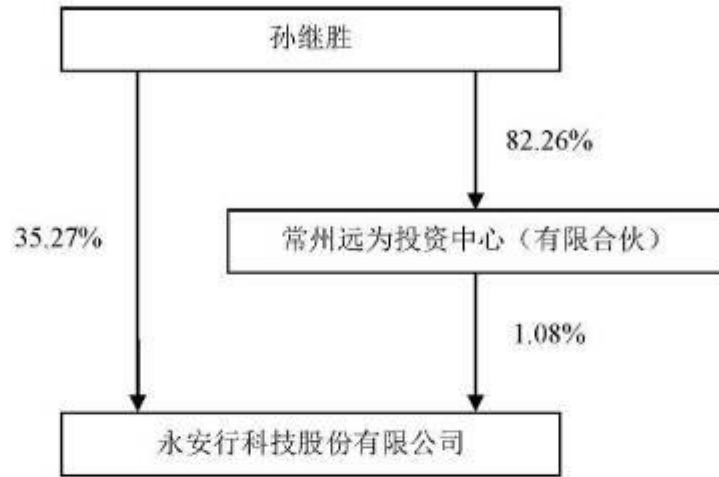 孙继胜
82.26%
35.27%
常州远为投资中心（有限合伙）
1.08%
永安行科技股份有限公司